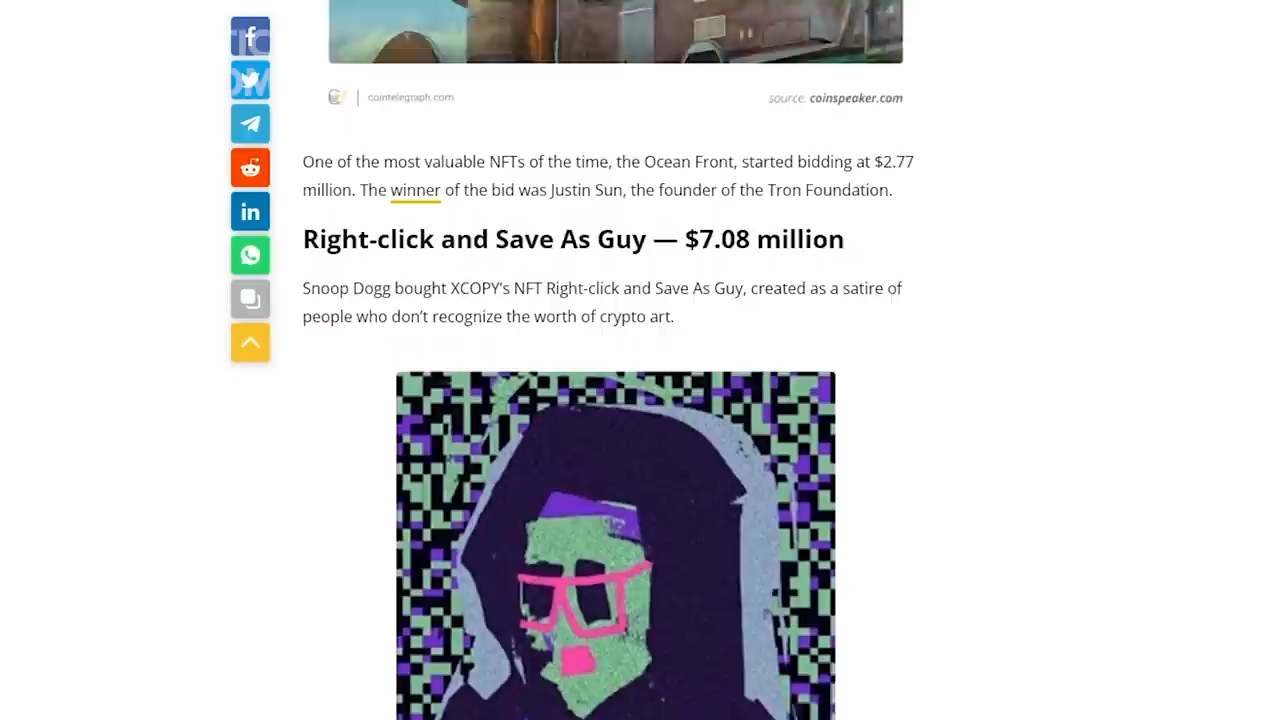 cointelegraph.com
source: coinspeaker.com
One of the most valuable NFTs of the time, the Ocean Front, started bidding at $2.77
million. The winner of the bid was Justin Sun, the founder of the Tron Foundation.
Right-click and Save As Guy — $7.08 million
Snoop Dogg bought XCOPY’s NFT Right-click and Save As Guy, created as a satire of
people who don’t recognize the worth of crypto art.